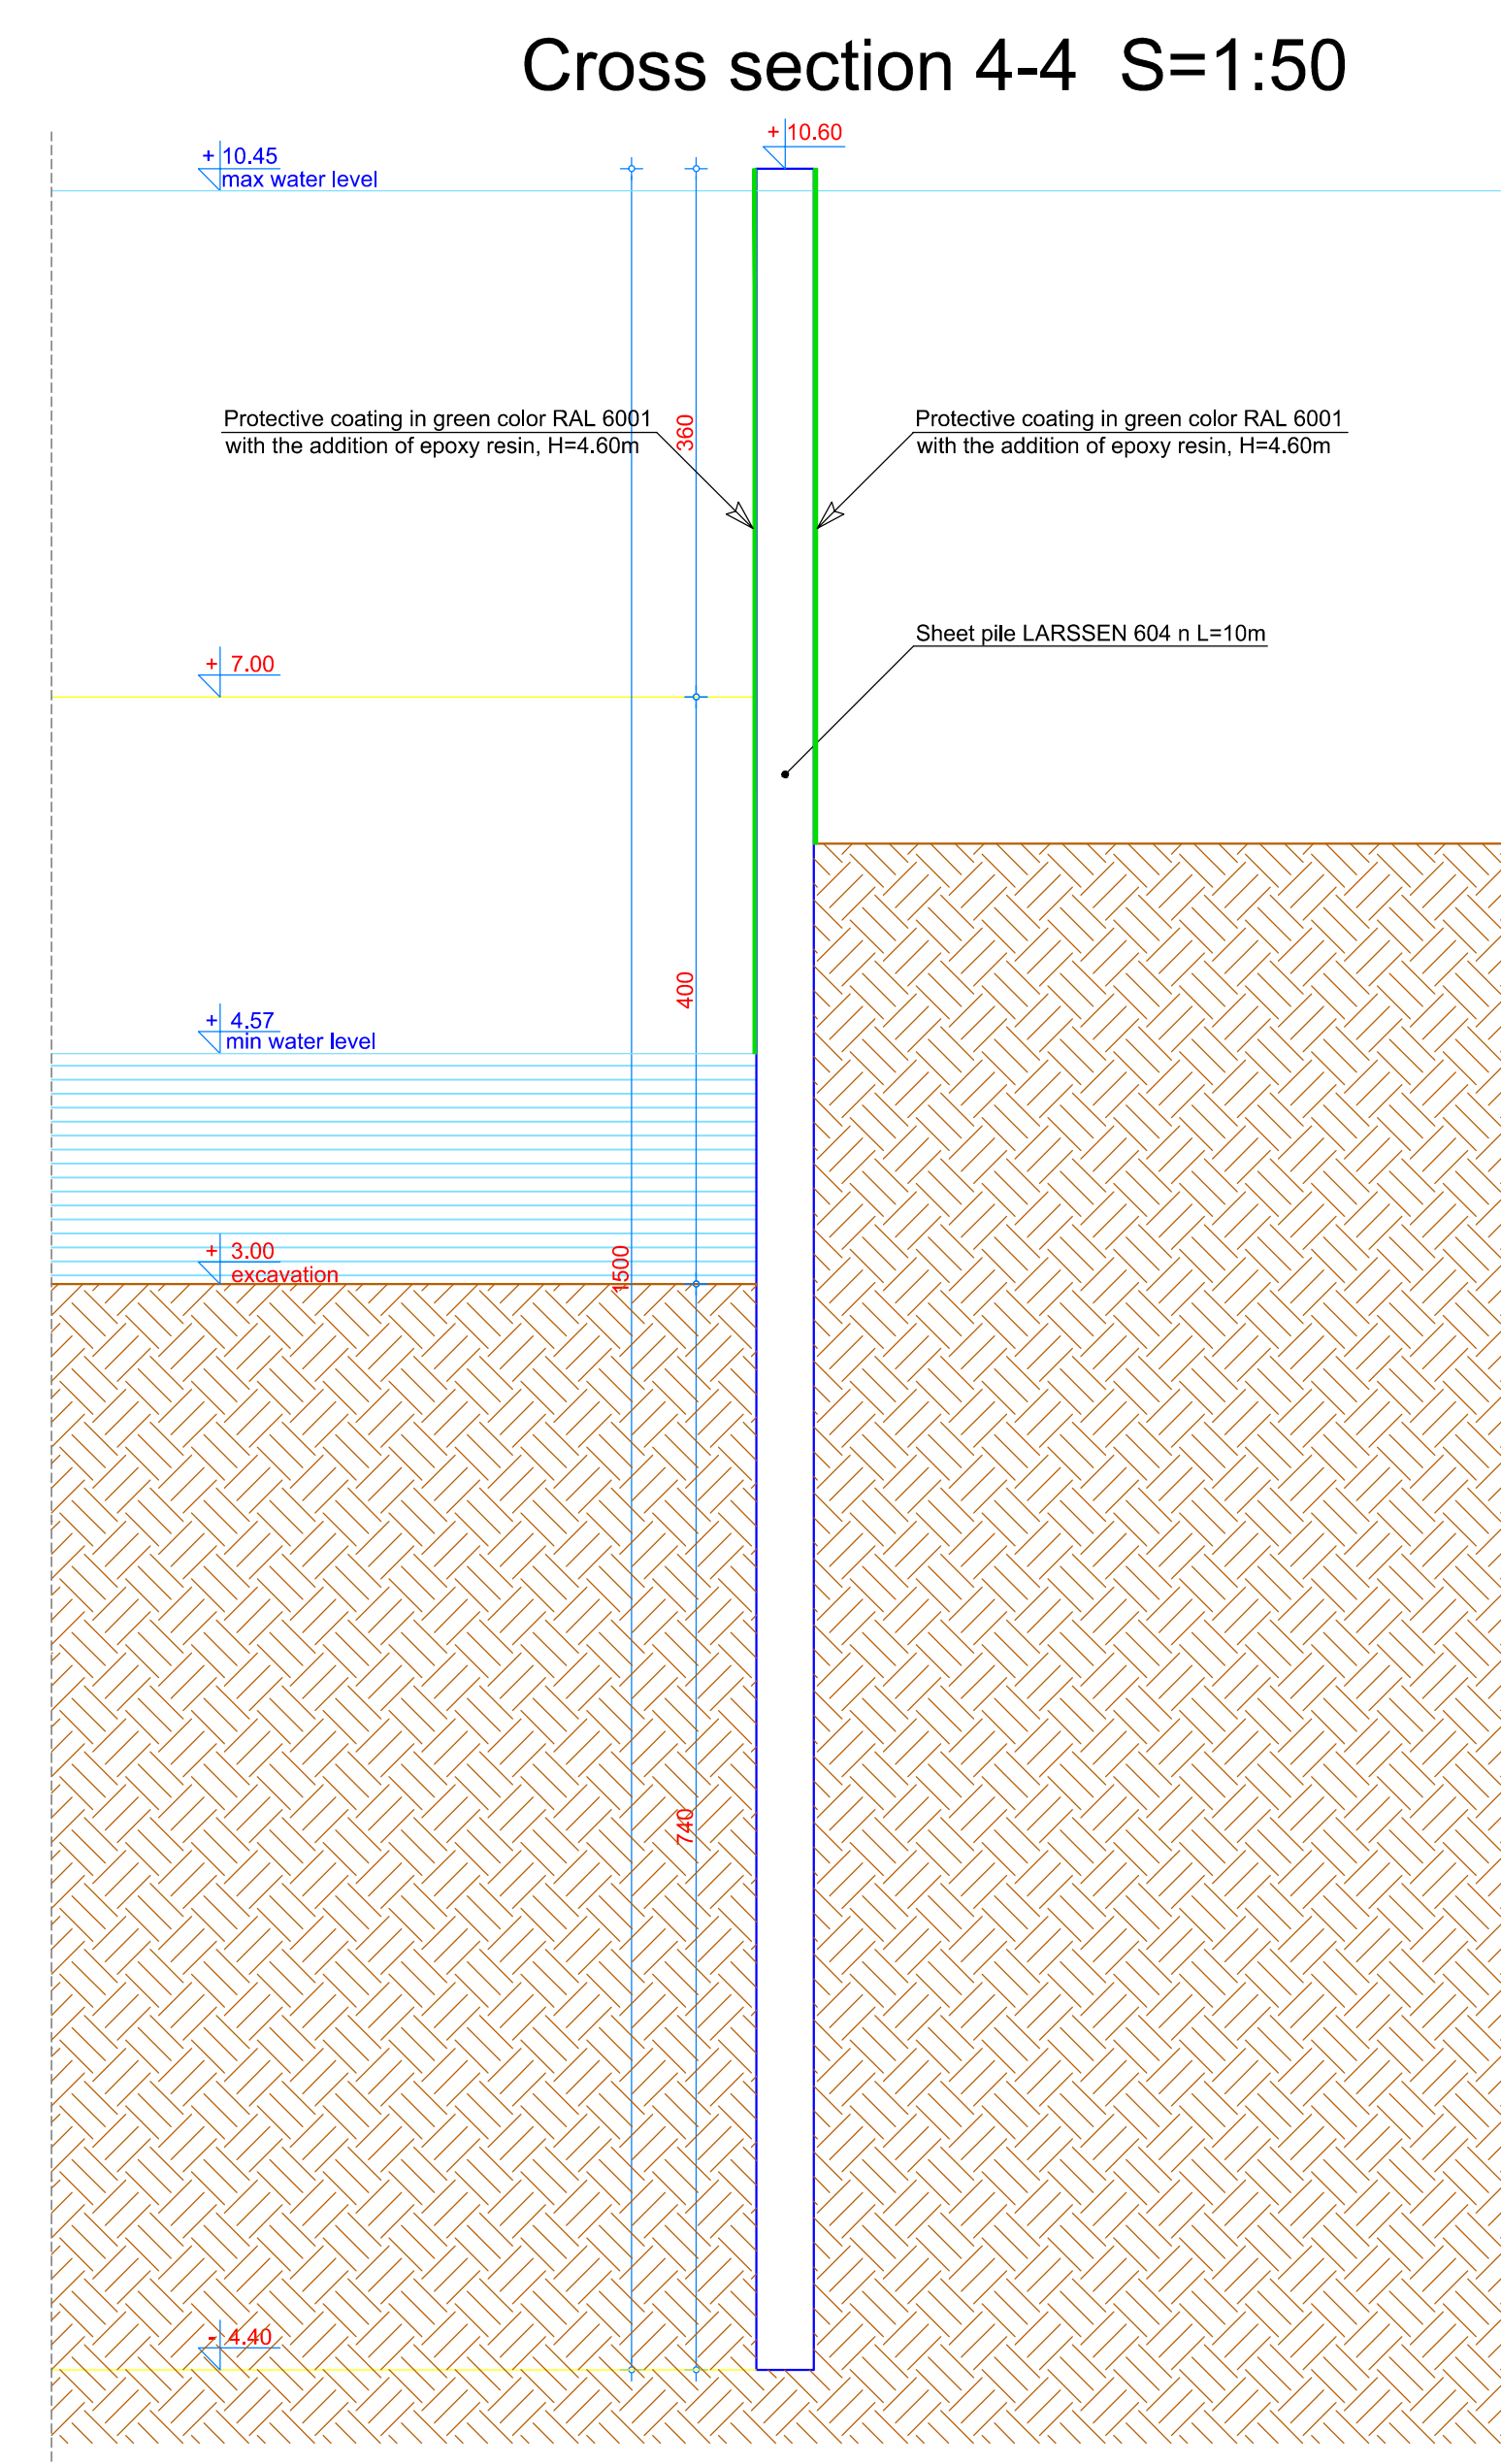 Cross section 4-4 S=1:50
+ 10.60
+ 10.45
max water level
Protective coating in green color RAL 6001
with the addition of epoxy resin, H=4.60m
360
Protective coating in green color RAL 6001
with the addition of epoxy resin, H=4.60m
Sheet pile LARSSEN 604 n L=10m
+ 7.00
400
+ 4.57
min water level
+ 3.00
excavation
1500
740
- 4.40